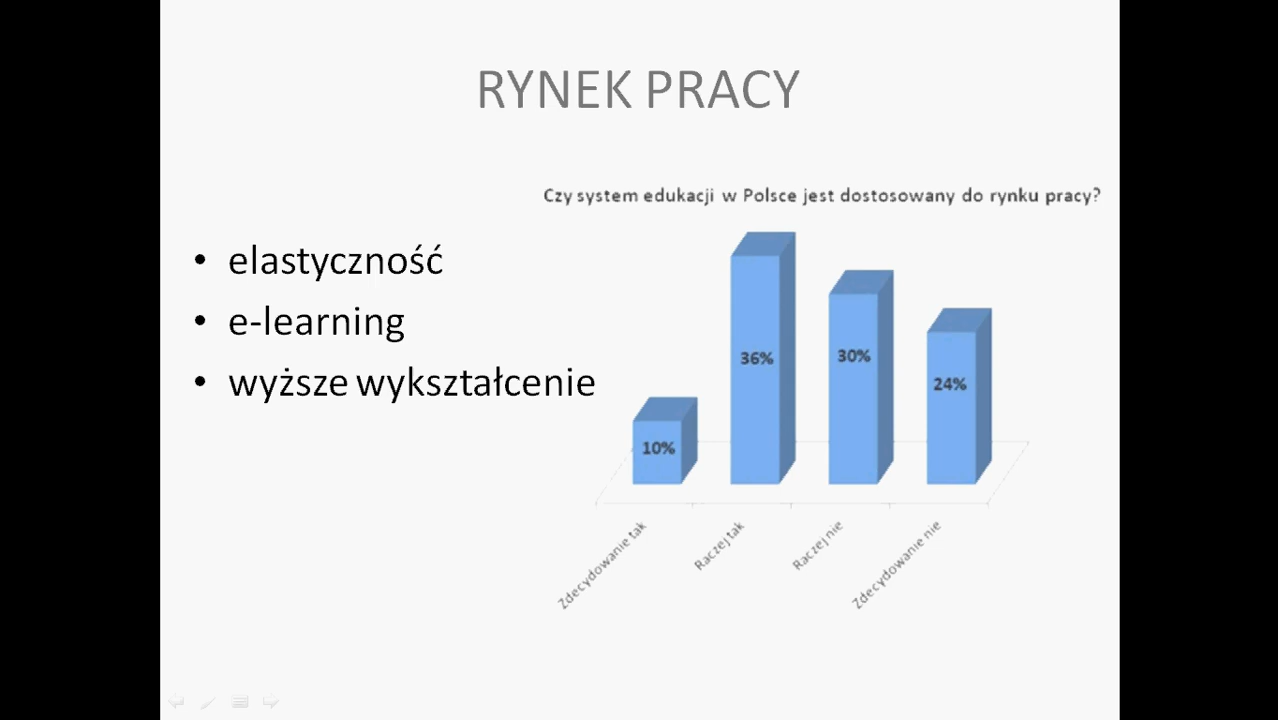 RYNEK PRACY
Czy system edukacji w Polsce jest dostosowany do rynku pracy?
• elastyczność
• e-learning
• wyższe wykształcenie
10%
36%
30%
24%
Zdecydowanie tak
Raczej tak
Raczej nie
Zdecydowanie nie